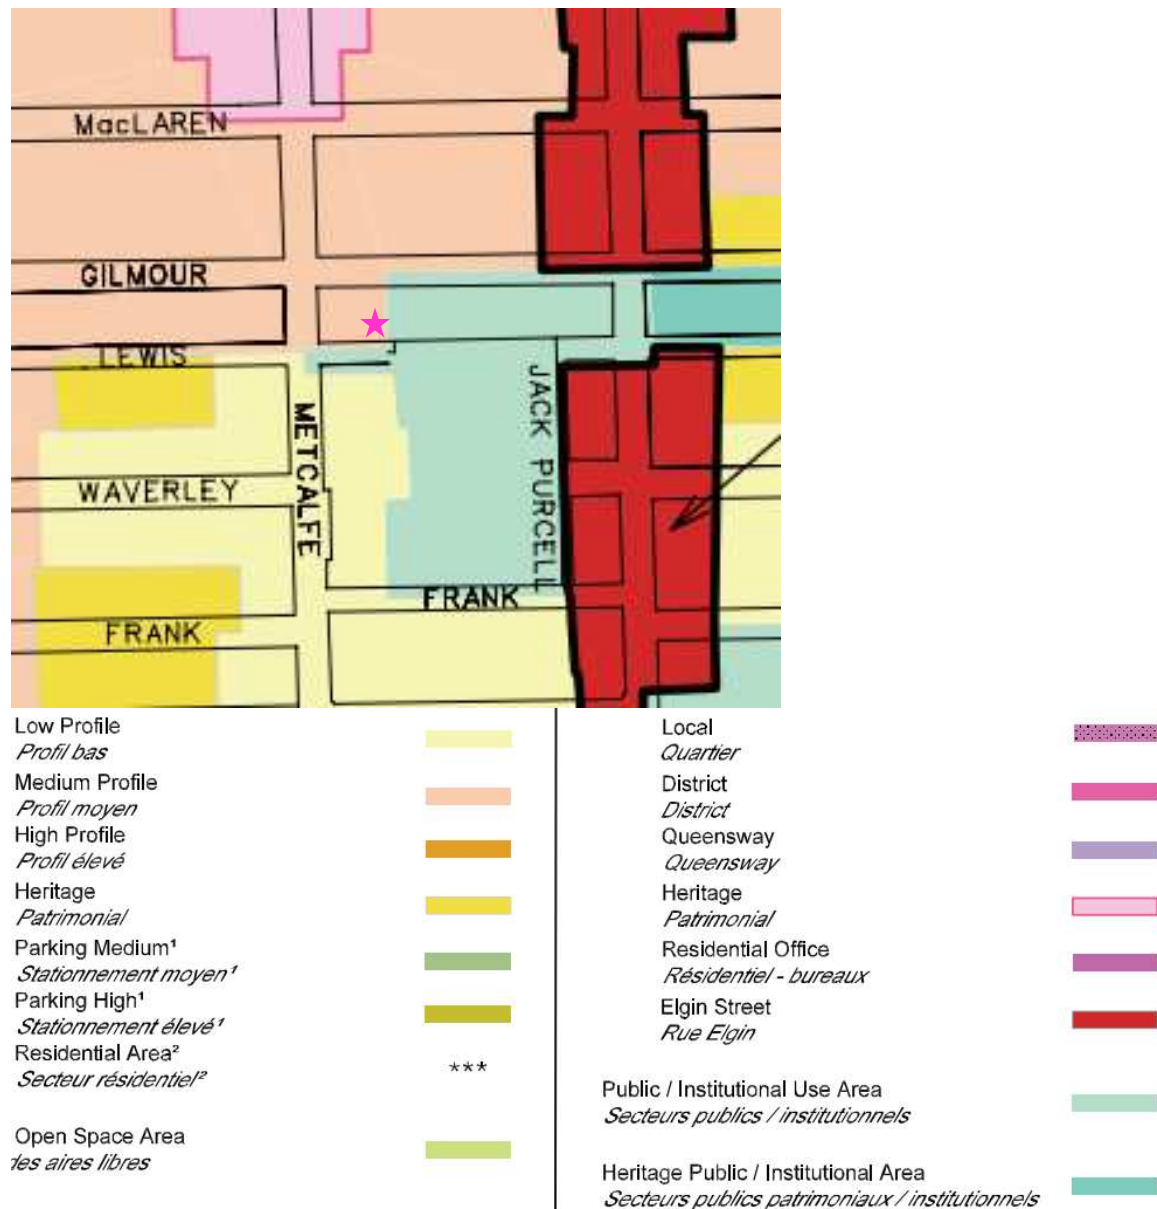 MacLAREN
GILMOUR
LEWIS
METCALFE
JACK PURCELL
WAVERLEY
FRANK
FRANK
Low Profile
Profil bas
Medium Profile
Profil moyen
High Profile
Profil élevé
Heritage
Patrimonial
Parking Medium¹
Stationnement moyen¹
Parking High¹
Stationnement élevé¹
Residential Area²
Secteur résidentiel²
***
Open Space Area
des aires libres
Local
Quartier
District
District
Queensway
Queensway
Heritage
Patrimonial
Residential Office
Résidentiel - bureaux
Elgin Street
Rue Elgin
Public / Institutional Use Area
Secteurs publics / institutionnels
Heritage Public / Institutional Area
Secteurs publics patrimoniaux / institutionnels